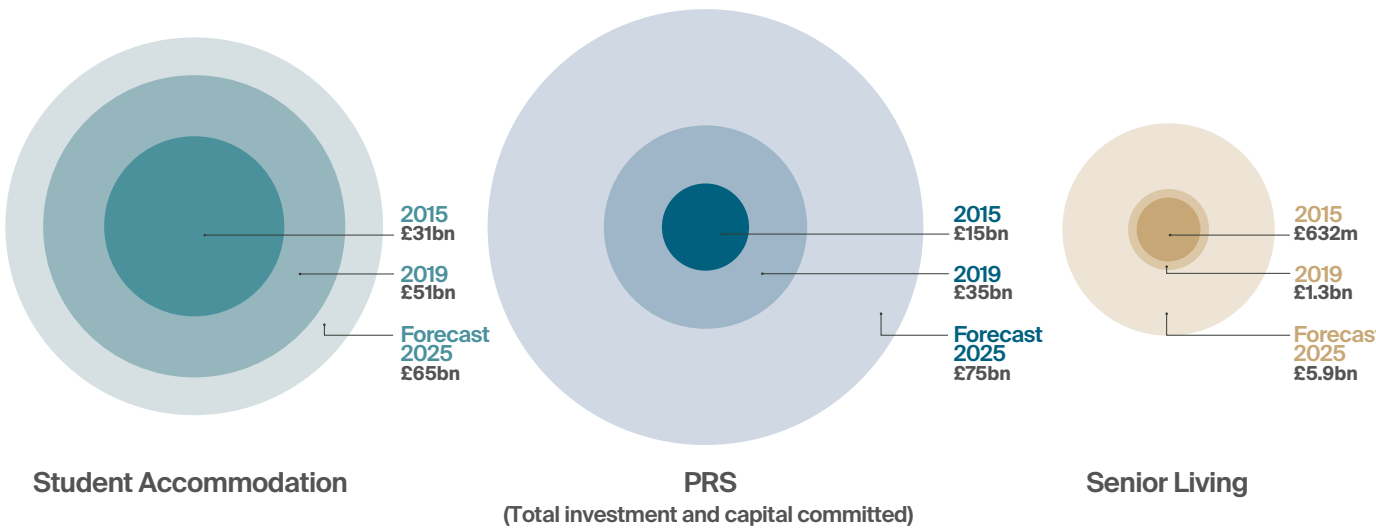 2015
£31bn
2019
£51bn
Forecast
2025
£65bn
Student Accommodation
2015
£15bn
2019
£35bn
Forecast
2025
£75bn
PRS
(Total investment and capital committed)
2015
£632m
2019
£1.3bn
Forecast
2025
£5.9bn
Senior Living